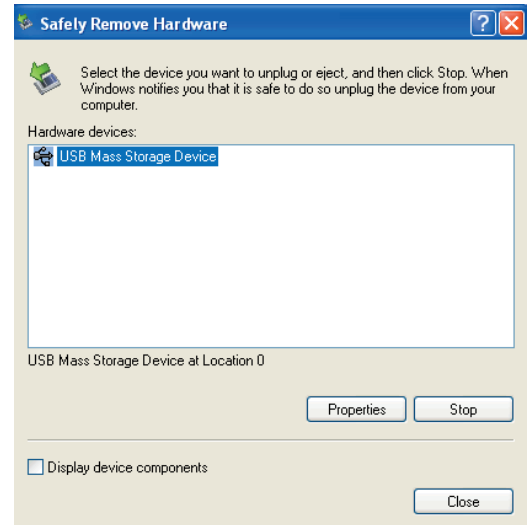 Safely Remove Hardware
Select the device you want to unplug or eject, and then click Stop. When
Windows notifies you that it is safe to do so unplug the device from your
computer.
Hardware devices:
USB Mass Storage Device
USB Mass Storage Device at Location 0
Properties Stop
Display device components
Close